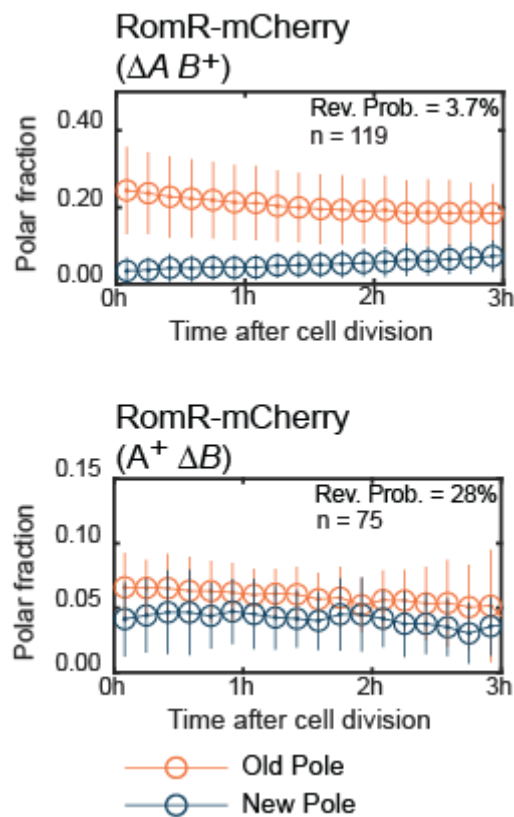 RomR-mCherry
(ΔA B⁺)
Rev. Prob. = 3.7%
n = 119
0.40
0.20
0.00
Polar fraction
0h 1h 2h 3h
Time after cell division
RomR-mCherry
(A⁺ ΔB)
Rev. Prob. = 28%
n = 75
0.15
0.10
0.05
0.00
Polar fraction
0h 1h 2h 3h
Time after cell division
Old Pole
New Pole